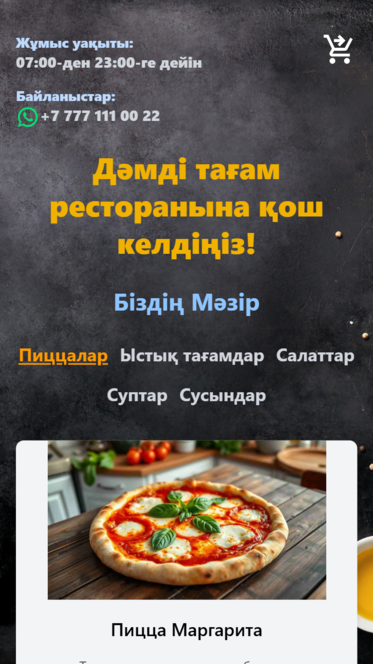 Жұмыс уақыты:
07:00-ден 23:00-ге дейін
Байланыстар:
+7 777 111 00 22
Дәмді тағам
ресторанына қош
келдіңіз!
Біздің Мәзір
Пиццалар Ыстық тағамдар Салаттар
Суптар Сусындар
Пицца Маргарита